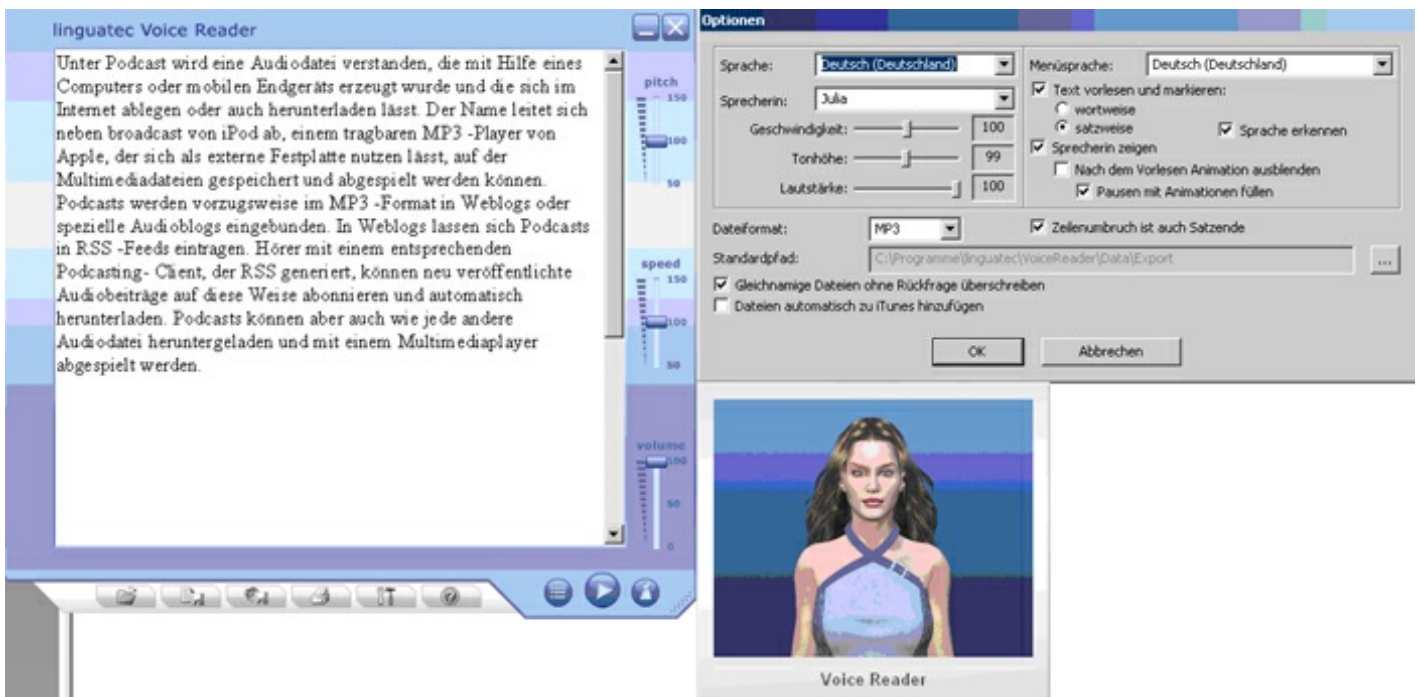 linguatec Voice Reader
Unter Podcast wird eine Audiodatei verstanden, die mit Hilfe eines
Computers oder mobilen Endgeräts erzeugt wurde und die sich im
Internet ablegen oder auch herunterladen lässt. Der Name leitet sich
neben broadcast von iPod ab, einem tragbaren MP3 -Player von
Apple, der sich als externe Festplatte nutzen lässt, auf der
Multimediadateien gespeichert und abgespielt werden können.
Podcasts werden vorzugsweise im MP3 -Format in Weblogs oder
spezielle Audioblogs eingebunden. In Weblogs lassen sich Podcasts
in RSS -Feeds eintragen. Hörer mit einem entsprechenden
Podcasting- Client, der RSS generiert, können neu veröffentlichte
Audiobeiträge auf diese Weise abonnieren und automatisch
herunterladen. Podcasts können aber auch wie jede andere
Audiodatei heruntergeladen und mit einem Multimediaplayer
abgespielt werden.
pitch
150
100
50
speed
150
100
50
volume
100
50
0
Optionen
Sprache: Deutsch (Deutschland)
Sprecherin: Julia
Geschwindigkeit: 100
Tonhöhe: 99
Lautstärke: 100
Menüsprache: Deutsch (Deutschland)
Text vorlesen und markieren:
wortweise
satzweise Sprache erkennen
Sprecherin zeigen
Nach dem Vorlesen Animation ausblenden
Pausen mit Animationen füllen
Dateiformat: MP3 Zeilenumbruch ist auch Satzende
Standardpfad: C:\Programme\linguatec\VoiceReader\Data\Export ...
Gleichnamige Dateien ohne Rückfrage überschreiben
Dateien automatisch zu iTunes hinzufügen
OK Abbrechen
Voice Reader